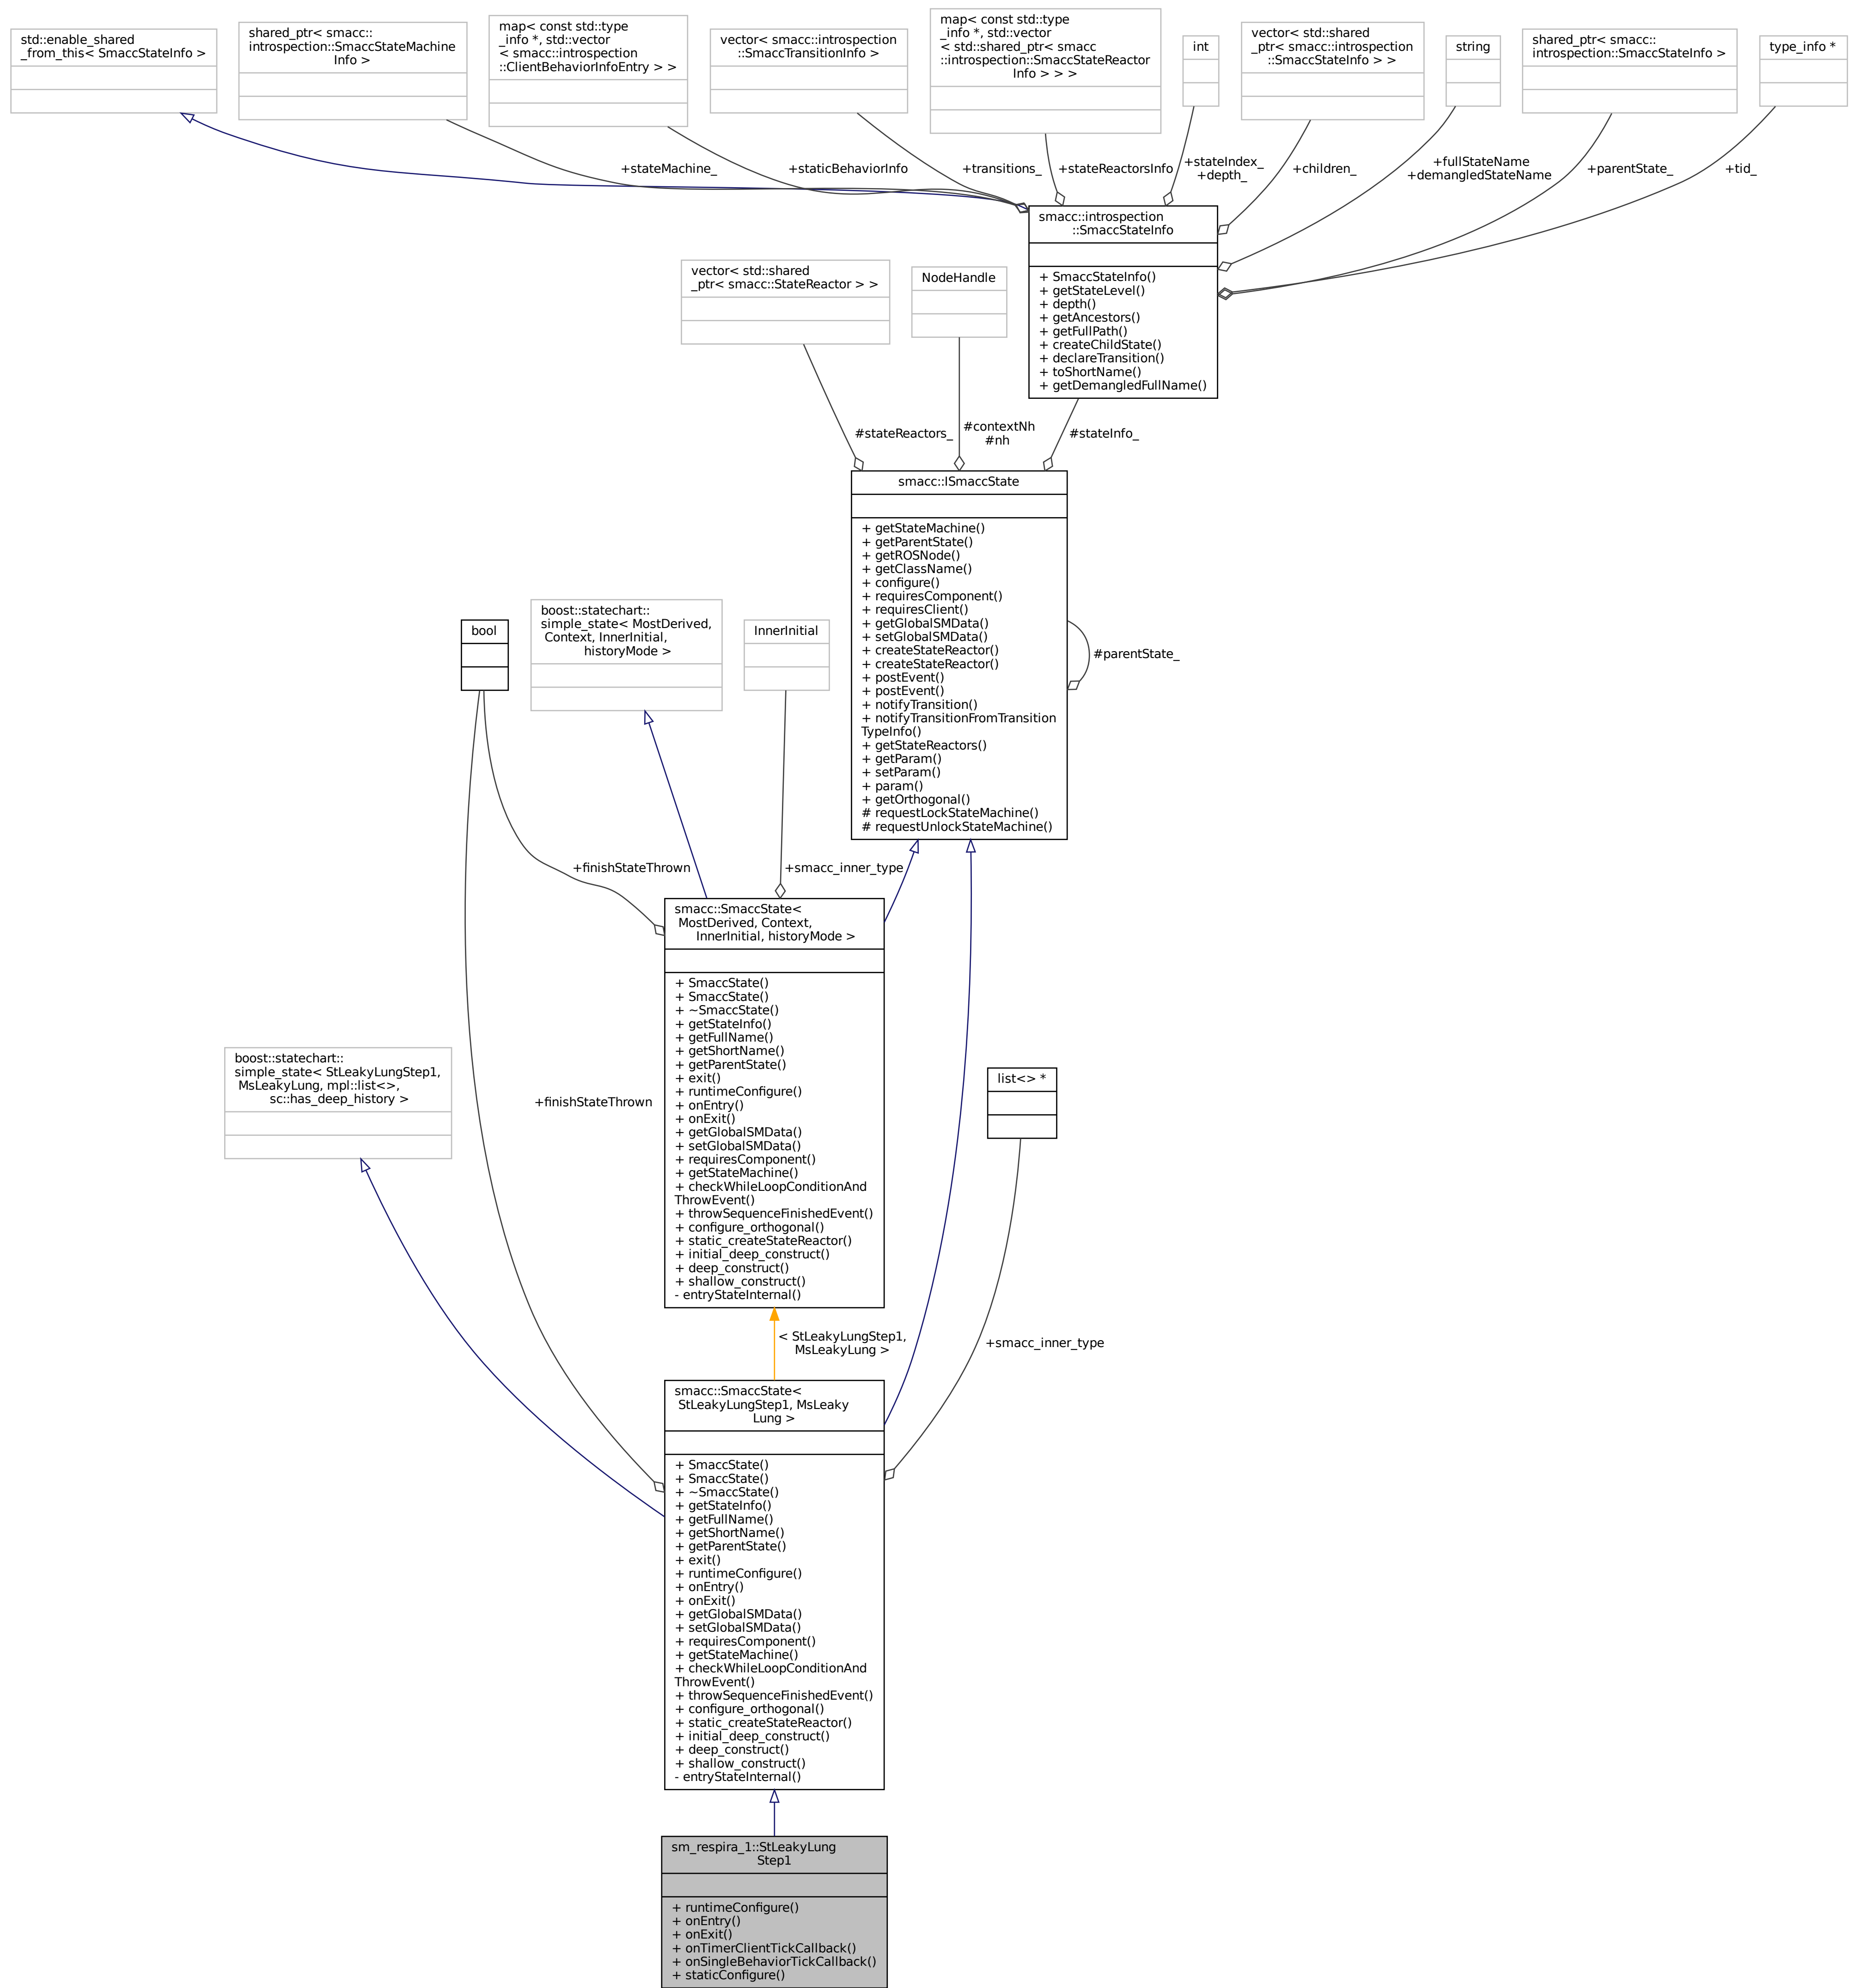 std::enable_shared
_from_this< SmaccStateInfo >
shared_ptr< smacc::
introspection::SmaccStateMachine
Info >
map< const std::type
_info *, std::vector
< smacc::introspection
::ClientBehaviorInfoEntry > >
vector< smacc::introspection
::SmaccTransitionInfo >
map< const std::type
_info *, std::vector
< std::shared_ptr< smacc
::introspection::SmaccStateReactor
Info > > >
int
vector< std::shared
_ptr< smacc::introspection
::SmaccStateInfo > >
string
shared_ptr< smacc::
introspection::SmaccStateInfo >
type_info *
+stateMachine_
+staticBehaviorInfo
+transitions_
+stateReactorsInfo
+stateIndex_
+depth_
+children_
+fullStateName
+demangledStateName
+parentState_
+tid_
smacc::introspection
::SmaccStateInfo
+ SmaccStateInfo()
+ getStateLevel()
+ depth()
+ getAncestors()
+ getFullPath()
+ createChildState()
+ declareTransition()
+ toShortName()
+ getDemangledFullName()
vector< std::shared
_ptr< smacc::StateReactor > >
NodeHandle
#stateReactors_
#contextNh
#nh
#stateInfo_
smacc::ISmaccState
+ getStateMachine()
+ getParentState()
+ getROSNode()
+ getClassName()
+ configure()
+ requiresComponent()
+ requiresClient()
+ getGlobalSMData()
+ setGlobalSMData()
+ createStateReactor()
+ createStateReactor()
+ postEvent()
+ postEvent()
+ notifyTransition()
+ notifyTransitionFromTransition
TypeInfo()
+ getStateReactors()
+ getParam()
+ setParam()
+ param()
+ getOrthogonal()
# requestLockStateMachine()
# requestUnlockStateMachine()
#parentState_
bool
boost::statechart::
simple_state< MostDerived,
Context, InnerInitial,
historyMode >
InnerInitial
+finishStateThrown
+smacc_inner_type
smacc::SmaccState<
MostDerived, Context,
InnerInitial, historyMode >
+ SmaccState()
+ SmaccState()
+ ~SmaccState()
+ getStateInfo()
+ getFullName()
+ getShortName()
+ getParentState()
+ exit()
+ runtimeConfigure()
+ onEntry()
+ onExit()
+ getGlobalSMData()
+ setGlobalSMData()
+ requiresComponent()
+ getStateMachine()
+ checkWhileLoopConditionAnd
ThrowEvent()
+ throwSequenceFinishedEvent()
+ configure_orthogonal()
+ static_createStateReactor()
+ initial_deep_construct()
+ deep_construct()
+ shallow_construct()
- entryStateInternal()
boost::statechart::
simple_state< StLeakyLungStep1,
MsLeakyLung, mpl::list<>,
sc::has_deep_history >
+finishStateThrown
list<> *
< StLeakyLungStep1,
MsLeakyLung >
+smacc_inner_type
smacc::SmaccState<
StLeakyLungStep1, MsLeaky
Lung >
+ SmaccState()
+ SmaccState()
+ ~SmaccState()
+ getStateInfo()
+ getFullName()
+ getShortName()
+ getParentState()
+ exit()
+ runtimeConfigure()
+ onEntry()
+ onExit()
+ getGlobalSMData()
+ setGlobalSMData()
+ requiresComponent()
+ getStateMachine()
+ checkWhileLoopConditionAnd
ThrowEvent()
+ throwSequenceFinishedEvent()
+ configure_orthogonal()
+ static_createStateReactor()
+ initial_deep_construct()
+ deep_construct()
+ shallow_construct()
- entryStateInternal()
sm_respira_1::StLeakyLung
Step1
+ runtimeConfigure()
+ onEntry()
+ onExit()
+ onTimerClientTickCallback()
+ onSingleBehaviorTickCallback()
+ staticConfigure()